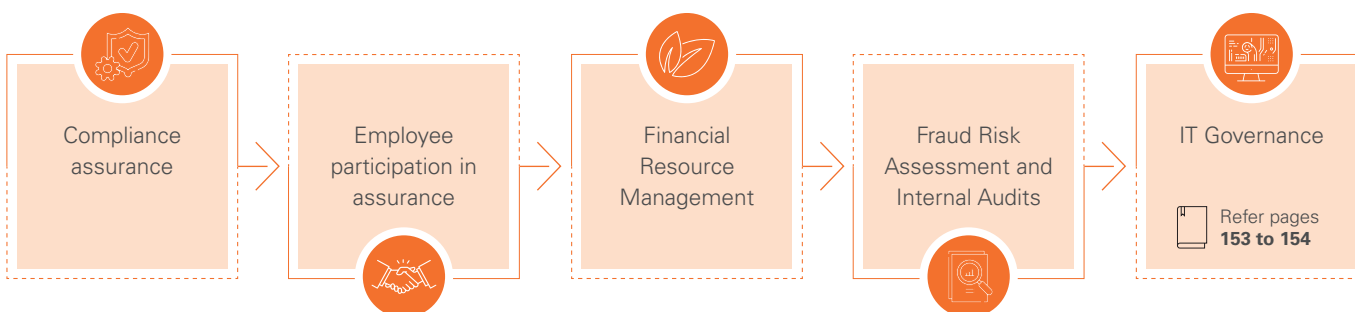 Compliance
assurance
Employee
participation in
assurance
Financial
Resource
Management
Fraud Risk
Assessment and
Internal Audits
IT Governance
Refer pages
153 to 154